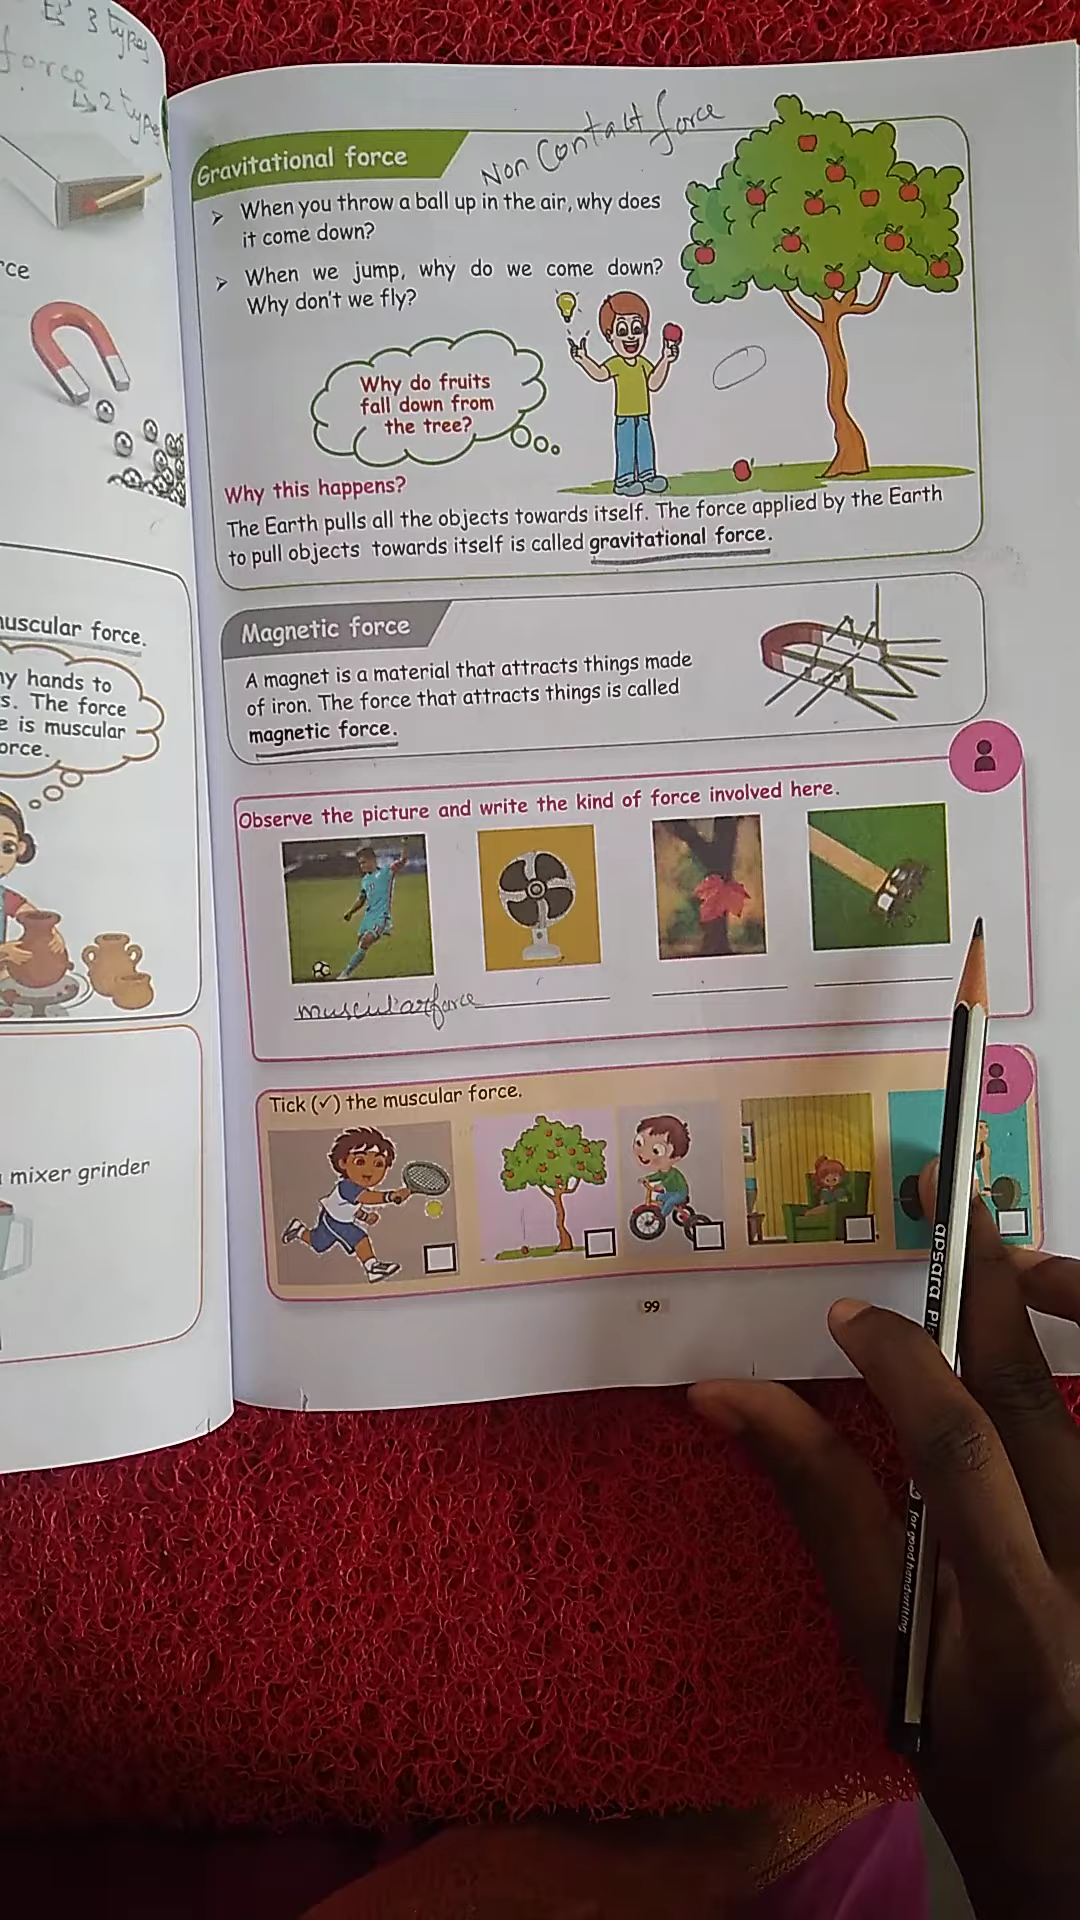 ↳ 3 types
force
↳ 2 types
rce
uscular force.
y hands to
s. The force
e is muscular
orce.
mixer grinder
Gravitational force
Non Contact force
➢ When you throw a ball up in the air, why does
it come down?
➢ When we jump, why do we come down?
Why don't we fly?
Why do fruits
fall down from
the tree?
Why this happens?
The Earth pulls all the objects towards itself. The force applied by the Earth
to pull objects towards itself is called gravitational force.
Magnetic force
A magnet is a material that attracts things made
of iron. The force that attracts things is called
magnetic force.
Observe the picture and write the kind of force involved here.
muscular force
Tick (✓) the muscular force.
99
apsara Pl
for good handwriting